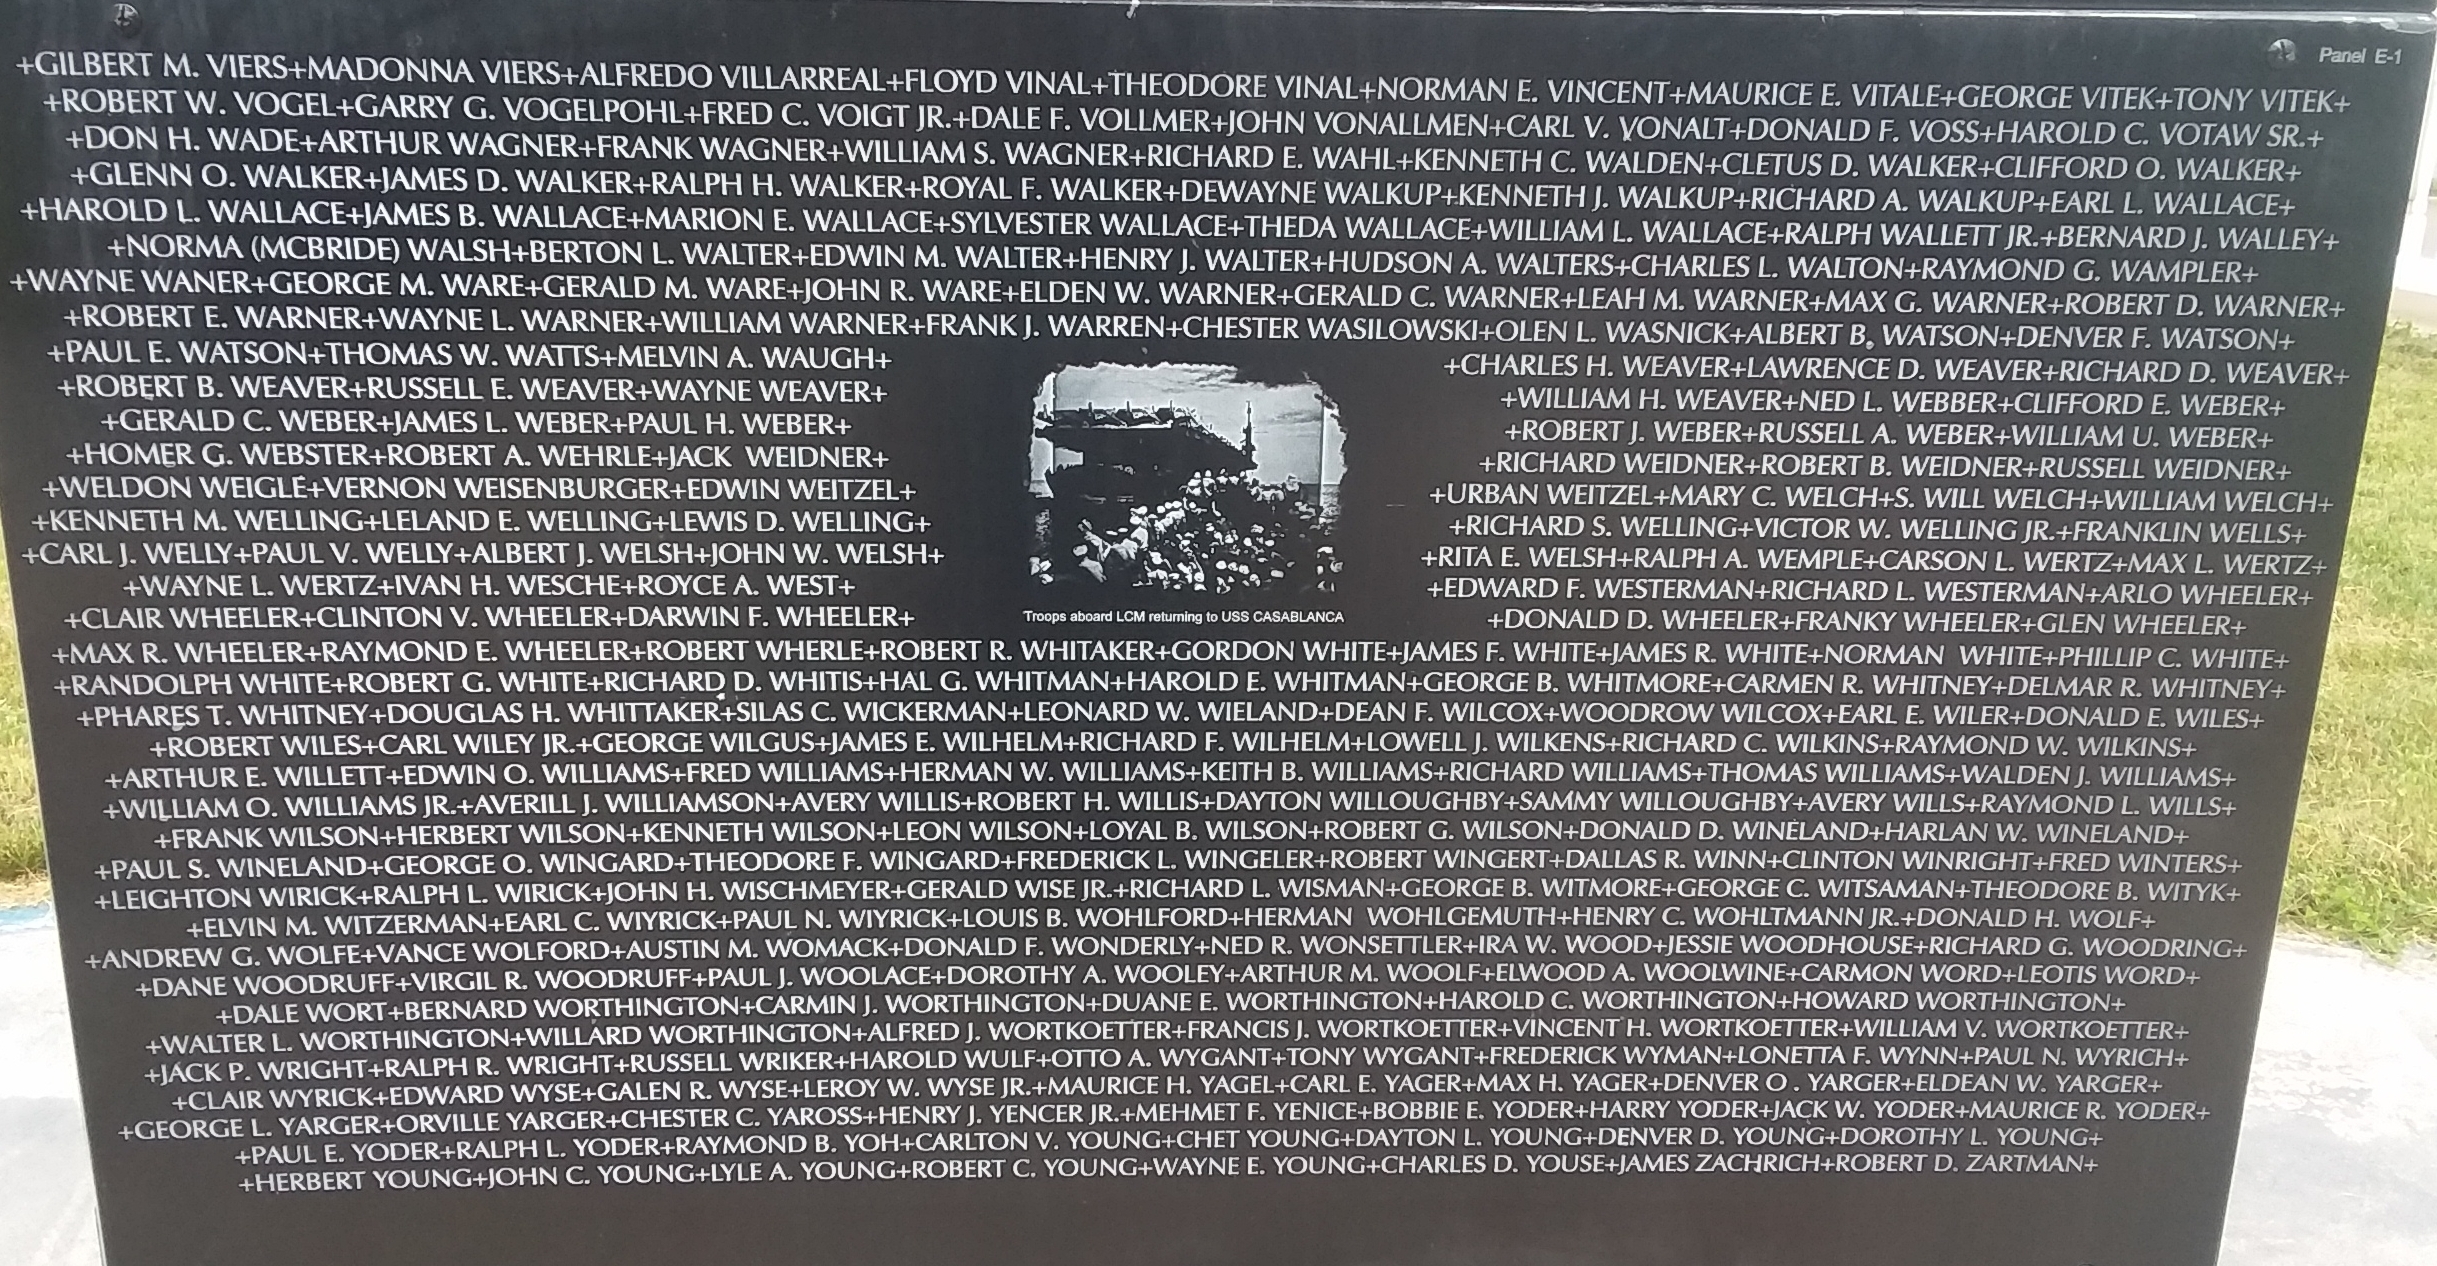 Panel E-1
+GILBERT M. VIERS+MADONNA VIERS+ALFREDO VILLARREAL+FLOYD VINAL+THEODORE VINAL+NORMAN E. VINCENT+MAURICE E. VITALE+GEORGE VITEK+TONY VITEK+
+ROBERT W. VOGEL+GARRY G. VOGELPOHL+FRED C. VOIGT JR.+DALE F. VOLLMER+JOHN VONALLMEN+CARL V. VONALT+DONALD F. VOSS+HAROLD C. VOTAW SR.+
+DON H. WADE+ARTHUR WAGNER+FRANK WAGNER+WILLIAM S. WAGNER+RICHARD E. WAHL+KENNETH C. WALDEN+CLETUS D. WALKER+CLIFFORD O. WALKER+
+GLENN O. WALKER+JAMES D. WALKER+RALPH H. WALKER+ROYAL F. WALKER+DEWAYNE WALKUP+KENNETH J. WALKUP+RICHARD A. WALKUP+EARL L. WALLACE+
+HAROLD L. WALLACE+JAMES B. WALLACE+MARION E. WALLACE+SYLVESTER WALLACE+THEDA WALLACE+WILLIAM L. WALLACE+RALPH WALLETT JR.+BERNARD J. WALLEY+
+NORMA (MCBRIDE) WALSH+BERTON L. WALTER+EDWIN M. WALTER+HENRY J. WALTER+HUDSON A. WALTERS+CHARLES L. WALTON+RAYMOND G. WAMPLER+
+WAYNE WANER+GEORGE M. WARE+GERALD M. WARE+JOHN R. WARE+ELDEN W. WARNER+GERALD C. WARNER+LEAH M. WARNER+MAX G. WARNER+ROBERT D. WARNER+
+ROBERT E. WARNER+WAYNE L. WARNER+WILLIAM WARNER+FRANK J. WARREN+CHESTER WASILOWSKI+OLEN L. WASNICK+ALBERT B. WATSON+DENVER F. WATSON+
+PAUL E. WATSON+THOMAS W. WATTS+MELVIN A. WAUGH+ +CHARLES H. WEAVER+LAWRENCE D. WEAVER+RICHARD D. WEAVER+
+ROBERT B. WEAVER+RUSSELL E. WEAVER+WAYNE WEAVER+ +WILLIAM H. WEAVER+NED L. WEBBER+CLIFFORD E. WEBER+
+GERALD C. WEBER+JAMES L. WEBER+PAUL H. WEBER+ +ROBERT J. WEBER+RUSSELL A. WEBER+WILLIAM U. WEBER+
+HOMER G. WEBSTER+ROBERT A. WEHRLE+JACK WEIDNER+ +RICHARD WEIDNER+ROBERT B. WEIDNER+RUSSELL WEIDNER+
+WELDON WEIGLE+VERNON WEISENBURGER+EDWIN WEITZEL+ +URBAN WEITZEL+MARY C. WELCH+S. WILL WELCH+WILLIAM WELCH+
+KENNETH M. WELLING+LELAND E. WELLING+LEWIS D. WELLING+ +RICHARD S. WELLING+VICTOR W. WELLING JR.+FRANKLIN WELLS+
+CARL J. WELLY+PAUL V. WELLY+ALBERT J. WELSH+JOHN W. WELSH+ +RITA E. WELSH+RALPH A. WEMPLE+CARSON L. WERTZ+MAX L. WERTZ+
+WAYNE L. WERTZ+IVAN H. WESCHE+ROYCE A. WEST+ +EDWARD F. WESTERMAN+RICHARD L. WESTERMAN+ARLO WHEELER+
+CLAIR WHEELER+CLINTON V. WHEELER+DARWIN F. WHEELER+ Troops aboard LCM returning to USS CASABLANCA +DONALD D. WHEELER+FRANKY WHEELER+GLEN WHEELER+
+MAX R. WHEELER+RAYMOND E. WHEELER+ROBERT WHERLE+ROBERT R. WHITAKER+GORDON WHITE+JAMES F. WHITE+JAMES R. WHITE+NORMAN WHITE+PHILLIP C. WHITE+
+RANDOLPH WHITE+ROBERT G. WHITE+RICHARD D. WHITIS+HAL G. WHITMAN+HAROLD E. WHITMAN+GEORGE B. WHITMORE+CARMEN R. WHITNEY+DELMAR R. WHITNEY+
+PHARES T. WHITNEY+DOUGLAS H. WHITTAKER+SILAS C. WICKERMAN+LEONARD W. WIELAND+DEAN F. WILCOX+WOODROW WILCOX+EARL E. WILER+DONALD E. WILES+
+ROBERT WILES+CARL WILEY JR.+GEORGE WILGUS+JAMES E. WILHELM+RICHARD F. WILHELM+LOWELL J. WILKENS+RICHARD C. WILKINS+RAYMOND W. WILKINS+
+ARTHUR E. WILLETT+EDWIN O. WILLIAMS+FRED WILLIAMS+HERMAN W. WILLIAMS+KEITH B. WILLIAMS+RICHARD WILLIAMS+THOMAS WILLIAMS+WALDEN J. WILLIAMS+
+WILLIAM O. WILLIAMS JR.+AVERILL J. WILLIAMSON+AVERY WILLIS+ROBERT H. WILLIS+DAYTON WILLOUGHBY+SAMMY WILLOUGHBY+AVERY WILLS+RAYMOND L. WILLS+
+FRANK WILSON+HERBERT WILSON+KENNETH WILSON+LEON WILSON+LOYAL B. WILSON+ROBERT G. WILSON+DONALD D. WINELAND+HARLAN W. WINELAND+
+PAUL S. WINELAND+GEORGE O. WINGARD+THEODORE F. WINGARD+FREDERICK L. WINGELER+ROBERT WINGERT+DALLAS R. WINN+CLINTON WINRIGHT+FRED WINTERS+
+LEIGHTON WIRICK+RALPH L. WIRICK+JOHN H. WISCHMEYER+GERALD WISE JR.+RICHARD L. WISMAN+GEORGE B. WITMORE+GEORGE C. WITSAMAN+THEODORE B. WITYK+
+ELVIN M. WITZERMAN+EARL C. WIYRICK+PAUL N. WIYRICK+LOUIS B. WOHLFORD+HERMAN WOHLGEMUTH+HENRY C. WOHLTMANN JR.+DONALD H. WOLF+
+ANDREW G. WOLFE+VANCE WOLFORD+AUSTIN M. WOMACK+DONALD F. WONDERLY+NED R. WONSETTLER+IRA W. WOOD+JESSIE WOODHOUSE+RICHARD G. WOODRING+
+DANE WOODRUFF+VIRGIL R. WOODRUFF+PAUL J. WOOLACE+DOROTHY A. WOOLEY+ARTHUR M. WOOLF+ELWOOD A. WOOLWINE+CARMON WORD+LEOTIS WORD+
+DALE WORT+BERNARD WORTHINGTON+CARMIN J. WORTHINGTON+DUANE E. WORTHINGTON+HAROLD C. WORTHINGTON+HOWARD WORTHINGTON+
+WALTER L. WORTHINGTON+WILLARD WORTHINGTON+ALFRED J. WORTKOETTER+FRANCIS J. WORTKOETTER+VINCENT H. WORTKOETTER+WILLIAM V. WORTKOETTER+
+JACK P. WRIGHT+RALPH R. WRIGHT+RUSSELL WRIKER+HAROLD WULF+OTTO A. WYGANT+TONY WYGANT+FREDERICK WYMAN+LONETTA F. WYNN+PAUL N. WYRICH+
+CLAIR WYRICK+EDWARD WYSE+GALEN R. WYSE+LEROY W. WYSE JR.+MAURICE H. YAGEL+CARL E. YAGER+MAX H. YAGER+DENVER O . YARGER+ELDEAN W. YARGER+
+GEORGE L. YARGER+ORVILLE YARGER+CHESTER C. YAROSS+HENRY J. YENCER JR.+MEHMET F. YENICE+BOBBIE E. YODER+HARRY YODER+JACK W. YODER+MAURICE R. YODER+
+PAUL E. YODER+RALPH L. YODER+RAYMOND B. YOH+CARLTON V. YOUNG+CHET YOUNG+DAYTON L. YOUNG+DENVER D. YOUNG+DOROTHY L. YOUNG+
+HERBERT YOUNG+JOHN C. YOUNG+LYLE A. YOUNG+ROBERT C. YOUNG+WAYNE E. YOUNG+CHARLES D. YOUSE+JAMES ZACHRICH+ROBERT D. ZARTMAN+